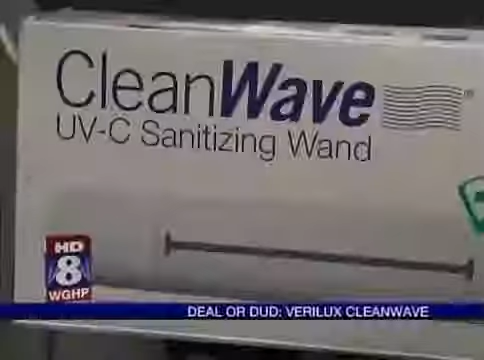 CleanWave
UV-C Sanitizing Wand
HD
8
WGHP
DEAL OR DUD: VERILUX CLEANWAVE